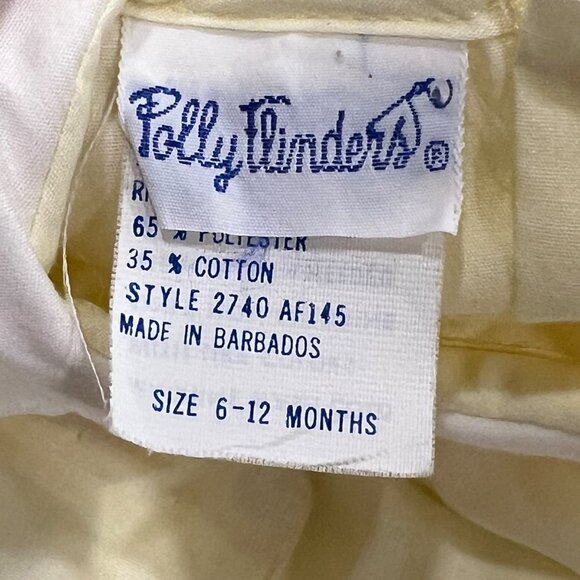 Polly Flinders ®
65 % POLYESTER
35 % COTTON
STYLE 2740 AF145
MADE IN BARBADOS
SIZE 6-12 MONTHS